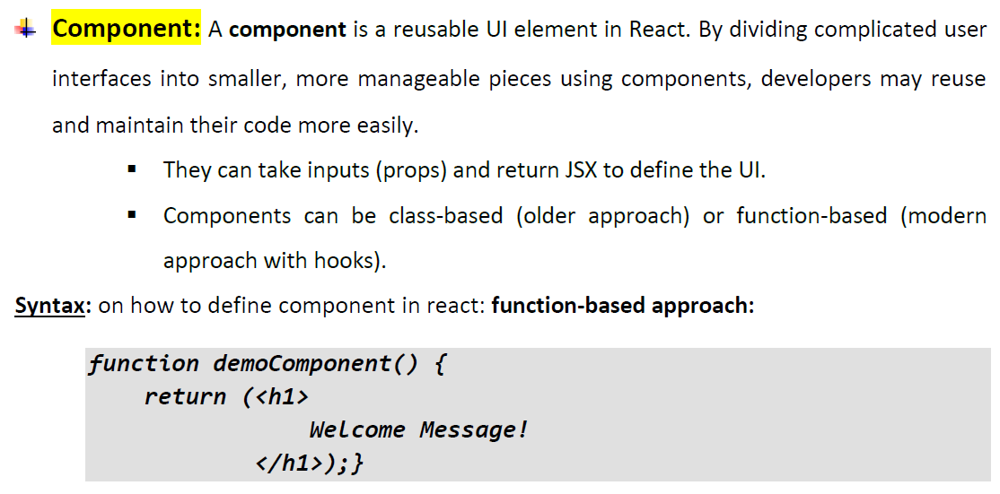 Component: A component is a reusable UI element in React. By dividing complicated user
interfaces into smaller, more manageable pieces using components, developers may reuse
and maintain their code more easily.
▪ They can take inputs (props) and return JSX to define the UI.
▪ Components can be class-based (older approach) or function-based (modern
approach with hooks).
Syntax: on how to define component in react: function-based approach:
function demoComponent() {
    return (<h1>
                Welcome Message!
            </h1>);}